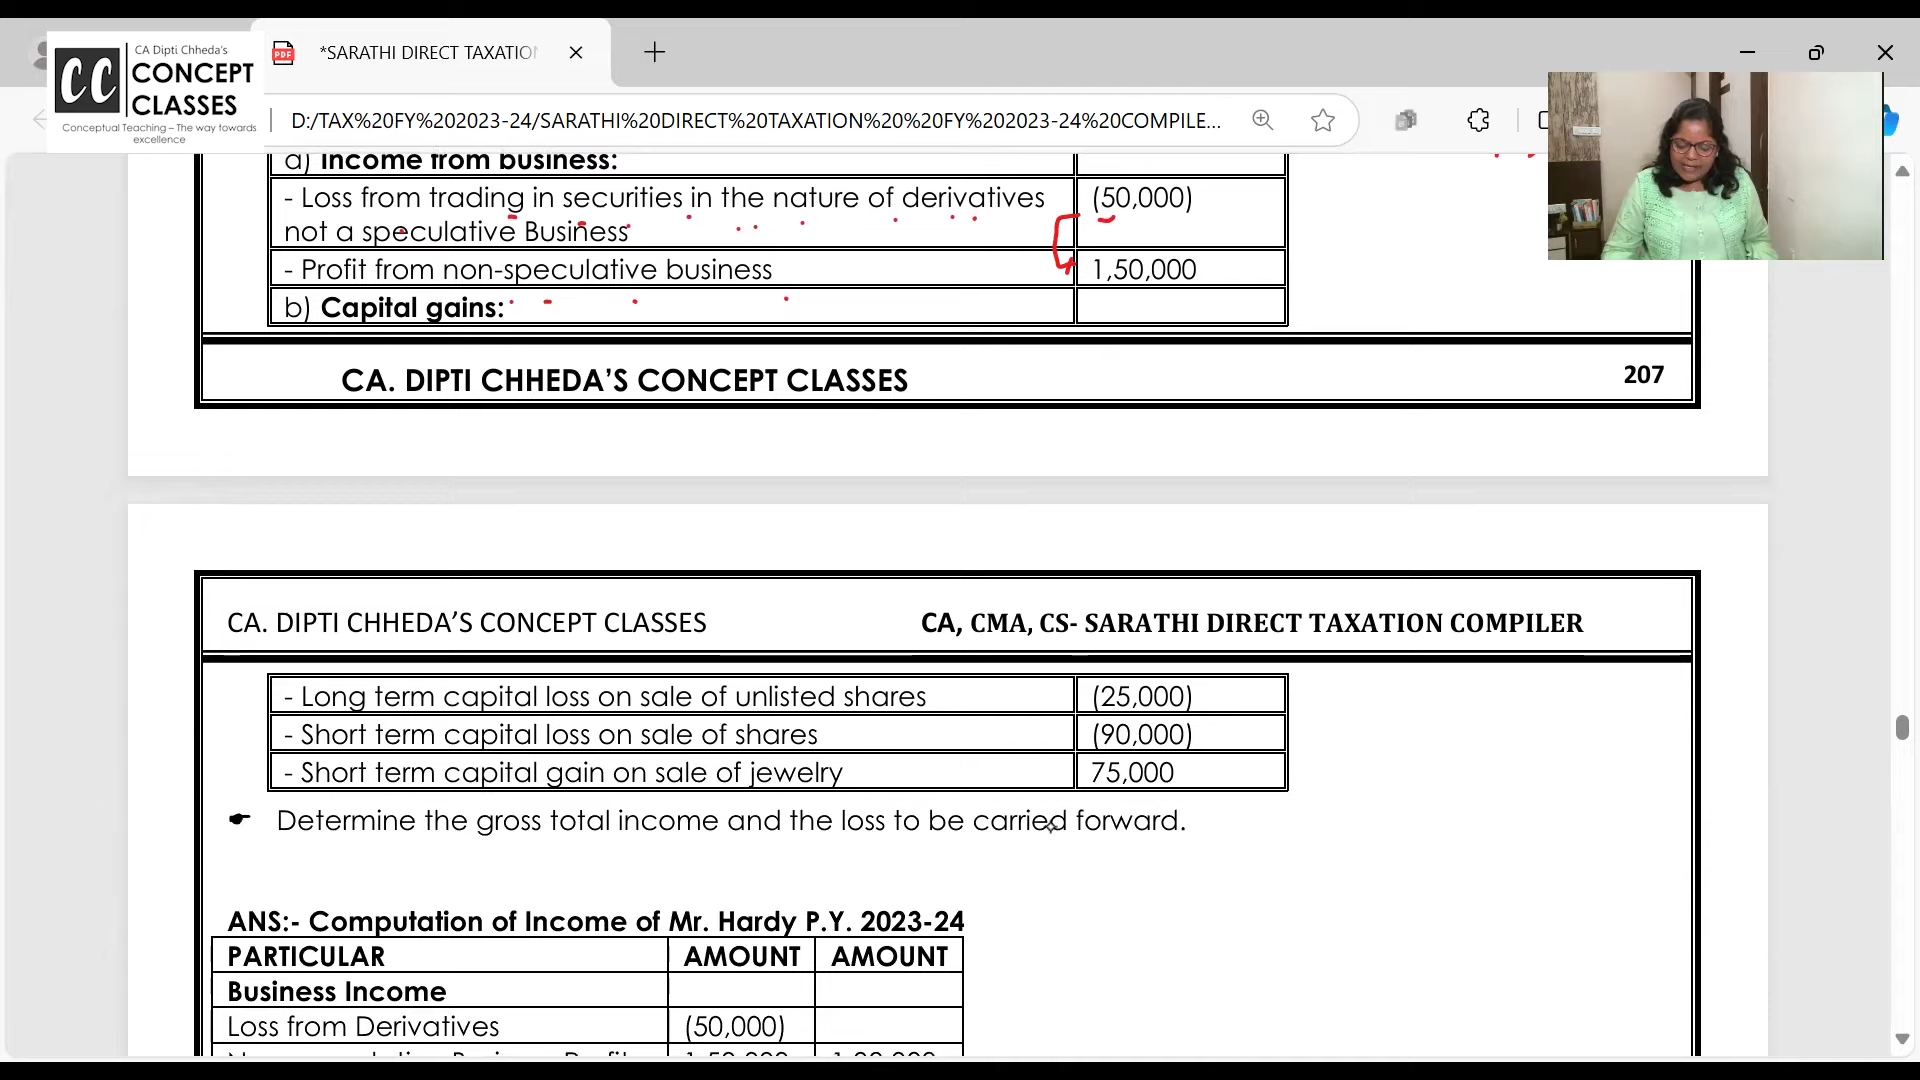 CA Dipti Chheda's
CONCEPT
CLASSES
Conceptual Teaching – The way towards
excellence
*SARATHI DIRECT TAXATION
D:/TAX%20FY%202023-24/SARATHI%20DIRECT%20TAXATION%20%20FY%202023-24%20COMPILE...
a) Income from business:
- Loss from trading in securities in the nature of derivatives (50,000)
not a speculative Business
- Profit from non-speculative business 1,50,000
b) Capital gains:
CA. DIPTI CHHEDA'S CONCEPT CLASSES 207
CA. DIPTI CHHEDA'S CONCEPT CLASSES CA, CMA, CS- SARATHI DIRECT TAXATION COMPILER
- Long term capital loss on sale of unlisted shares (25,000)
- Short term capital loss on sale of shares (90,000)
- Short term capital gain on sale of jewelry 75,000
Determine the gross total income and the loss to be carried forward.
ANS:- Computation of Income of Mr. Hardy P.Y. 2023-24
PARTICULAR AMOUNT AMOUNT
Business Income
Loss from Derivatives (50,000)